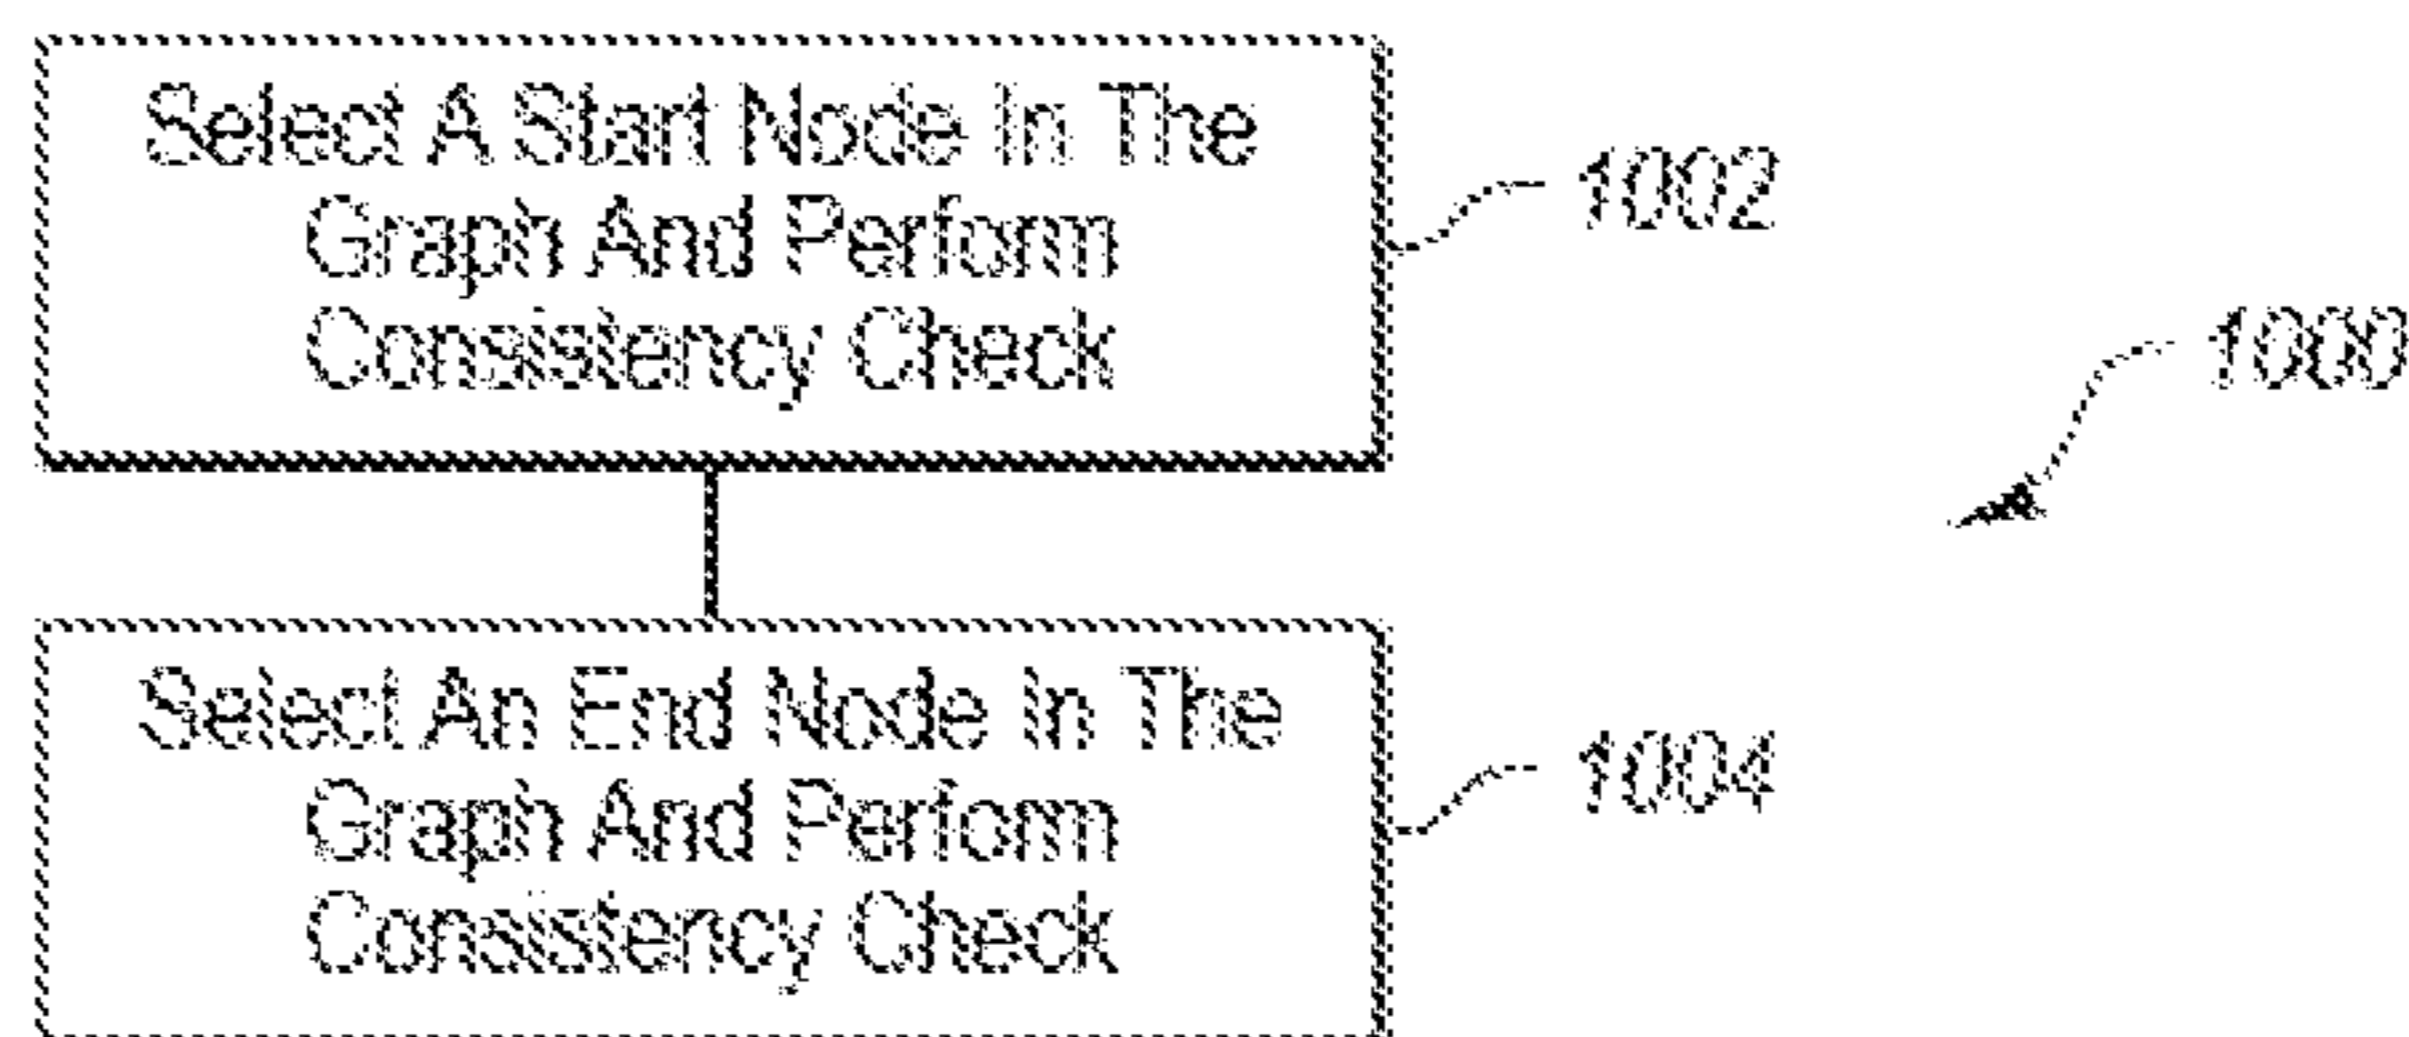 Select A Start Node In The
Graph And Perform
Consistency Check
1002
1000
Select An End Node In The
Graph And Perform
Consistency Check
1004